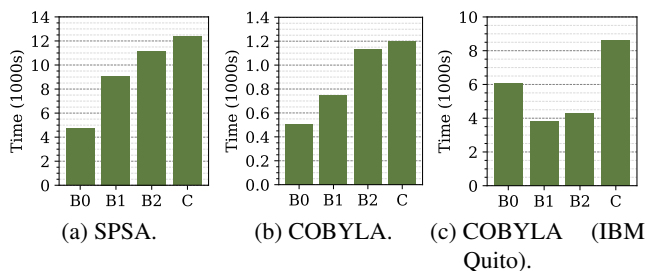 Time (1000s)
14
12
10
8
6
4
2
0
B0 B1 B2 C
(a) SPSA.
Time (1000s)
1.4
1.2
1.0
0.8
0.6
0.4
0.2
0.0
B0 B1 B2 C
(b) COBYLA.
Time (1000s)
10
8
6
4
2
0
B0 B1 B2 C
(c) COBYLA (IBM
Quito).